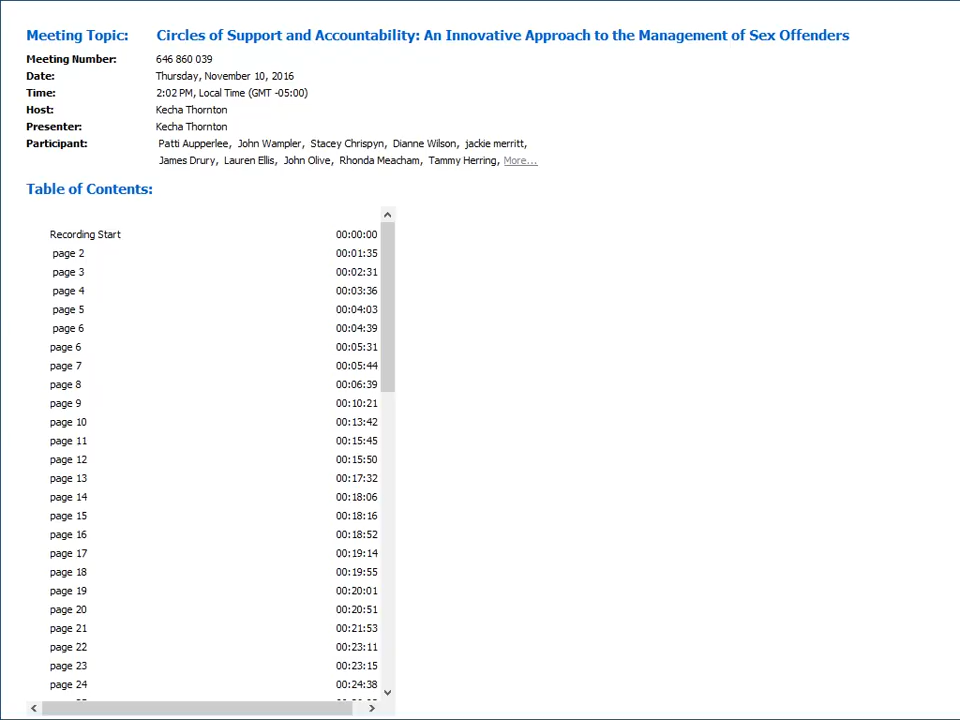 Meeting Topic: Circles of Support and Accountability: An Innovative Approach to the Management of Sex Offenders
Meeting Number: 646 860 039
Date: Thursday, November 10, 2016
Time: 2:02 PM, Local Time (GMT -05:00)
Host: Kecha Thornton
Presenter: Kecha Thornton
Participant: Patti Aupperlee, John Wampler, Stacey Chrispyn, Dianne Wilson, jackie merritt,
James Drury, Lauren Ellis, John Olive, Rhonda Meacham, Tammy Herring, More...
Table of Contents:
Recording Start 00:00:00
page 2 00:01:35
page 3 00:02:31
page 4 00:03:36
page 5 00:04:03
page 6 00:04:39
page 6 00:05:31
page 7 00:05:44
page 8 00:06:39
page 9 00:10:21
page 10 00:13:42
page 11 00:15:45
page 12 00:15:50
page 13 00:17:32
page 14 00:18:06
page 15 00:18:16
page 16 00:18:52
page 17 00:19:14
page 18 00:19:55
page 19 00:20:01
page 20 00:20:51
page 21 00:21:53
page 22 00:23:11
page 23 00:23:15
page 24 00:24:38